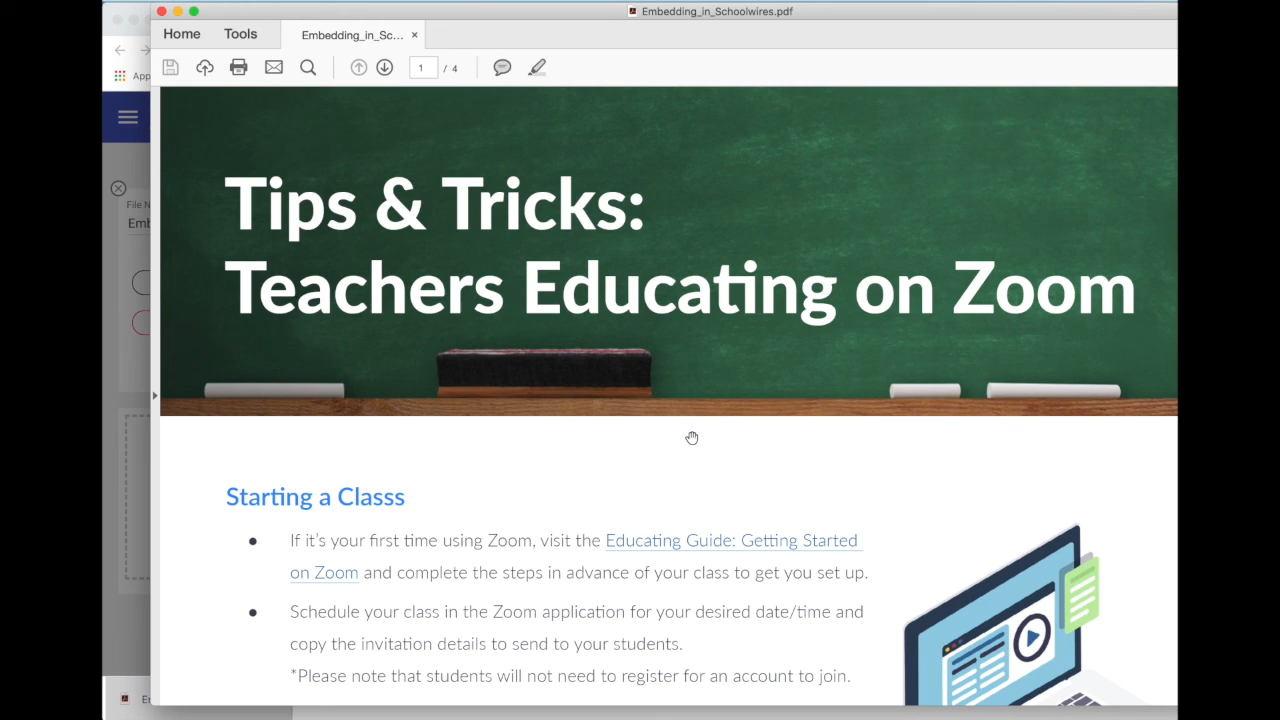 Embedding_in_Schoolwires.pdf
Home Tools Embedding_in_Sc... ×
1 / 4
App
Tips & Tricks:
Teachers Educating on Zoom
File N
Emb
Starting a Classs
If it's your first time using Zoom, visit the Educating Guide: Getting Started
on Zoom and complete the steps in advance of your class to get you set up.
Schedule your class in the Zoom application for your desired date/time and
copy the invitation details to send to your students.
*Please note that students will not need to register for an account to join.